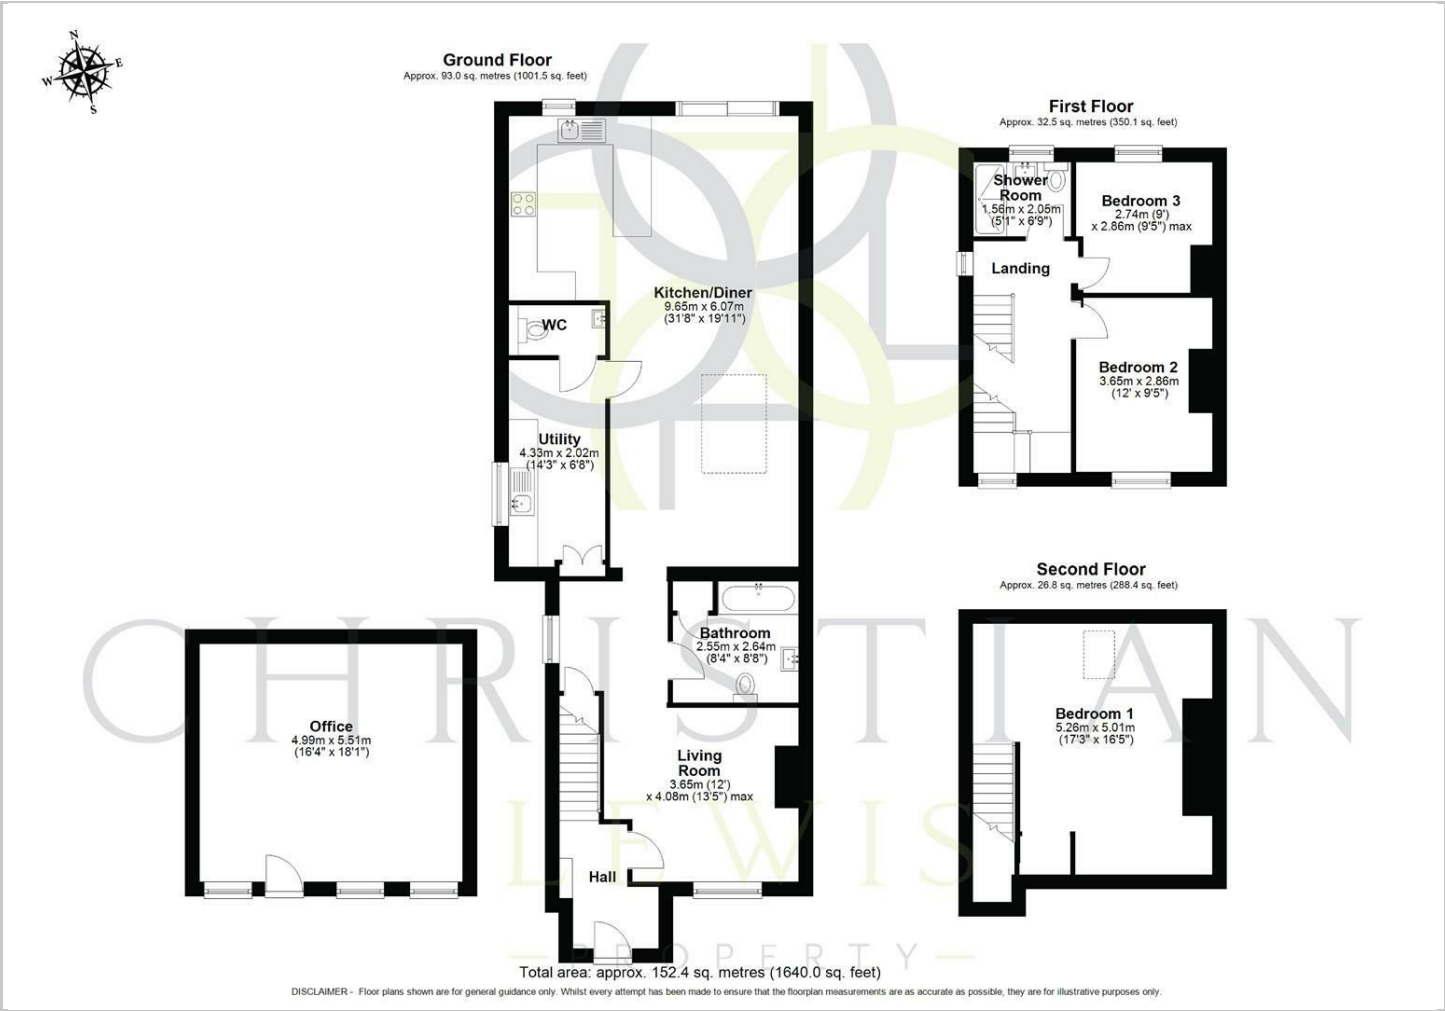 N
W E
S
Ground Floor
Approx. 93.0 sq. metres (1001.5 sq. feet)
Kitchen/Diner
9.65m x 6.07m
(31'8" x 19'11")
WC
Utility
4.33m x 2.02m
(14'3" x 6'8")
Bathroom
2.55m x 2.64m
(8'4" x 8'8")
Living
Room
3.65m (12')
x 4.08m (13'5") max
Hall
Office
4.99m x 5.51m
(16'4" x 18'1")
First Floor
Approx. 32.5 sq. metres (350.1 sq. feet)
Shower
Room
1.56m x 2.05m
(5'1" x 6'9")
Bedroom 3
2.74m (9')
x 2.86m (9'5") max
Landing
Bedroom 2
3.65m x 2.86m
(12' x 9'5")
Second Floor
Approx. 26.8 sq. metres (288.4 sq. feet)
Bedroom 1
5.26m x 5.01m
(17'3" x 16'5")
CHRISTIAN
LEWIS
PROPERTY
Total area: approx. 152.4 sq. metres (1640.0 sq. feet)
DISCLAIMER - Floor plans shown are for general guidance only. Whilst every attempt has been made to ensure that the floorplan measurements are as accurate as possible, they are for illustrative purposes only.